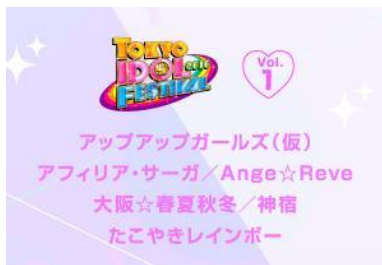 TOKYO
IDOL
FESTIVAL
Vol.
1
アップアップガールズ(仮)
アフィリア・サーガ／Ange☆Reve
大阪☆春夏秋冬／神宿
たこやきレインボー